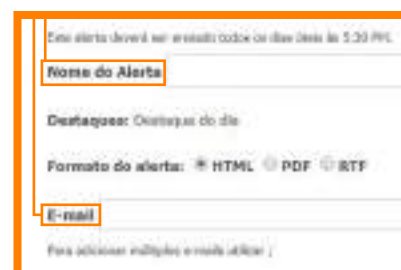 Este alerta deverá ser enviado todos os dias úteis às 5:30 PM.
Nome do Alerta
Destaques: Destaque do dia
Formato do alerta: HTML PDF RTF
E-mail
Para adicionar múltiplos e-mails utilizar ;